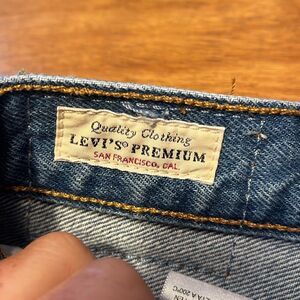 Quality Clothing
LEVI'S® PREMIUM
SAN FRANCISCO, CAL.